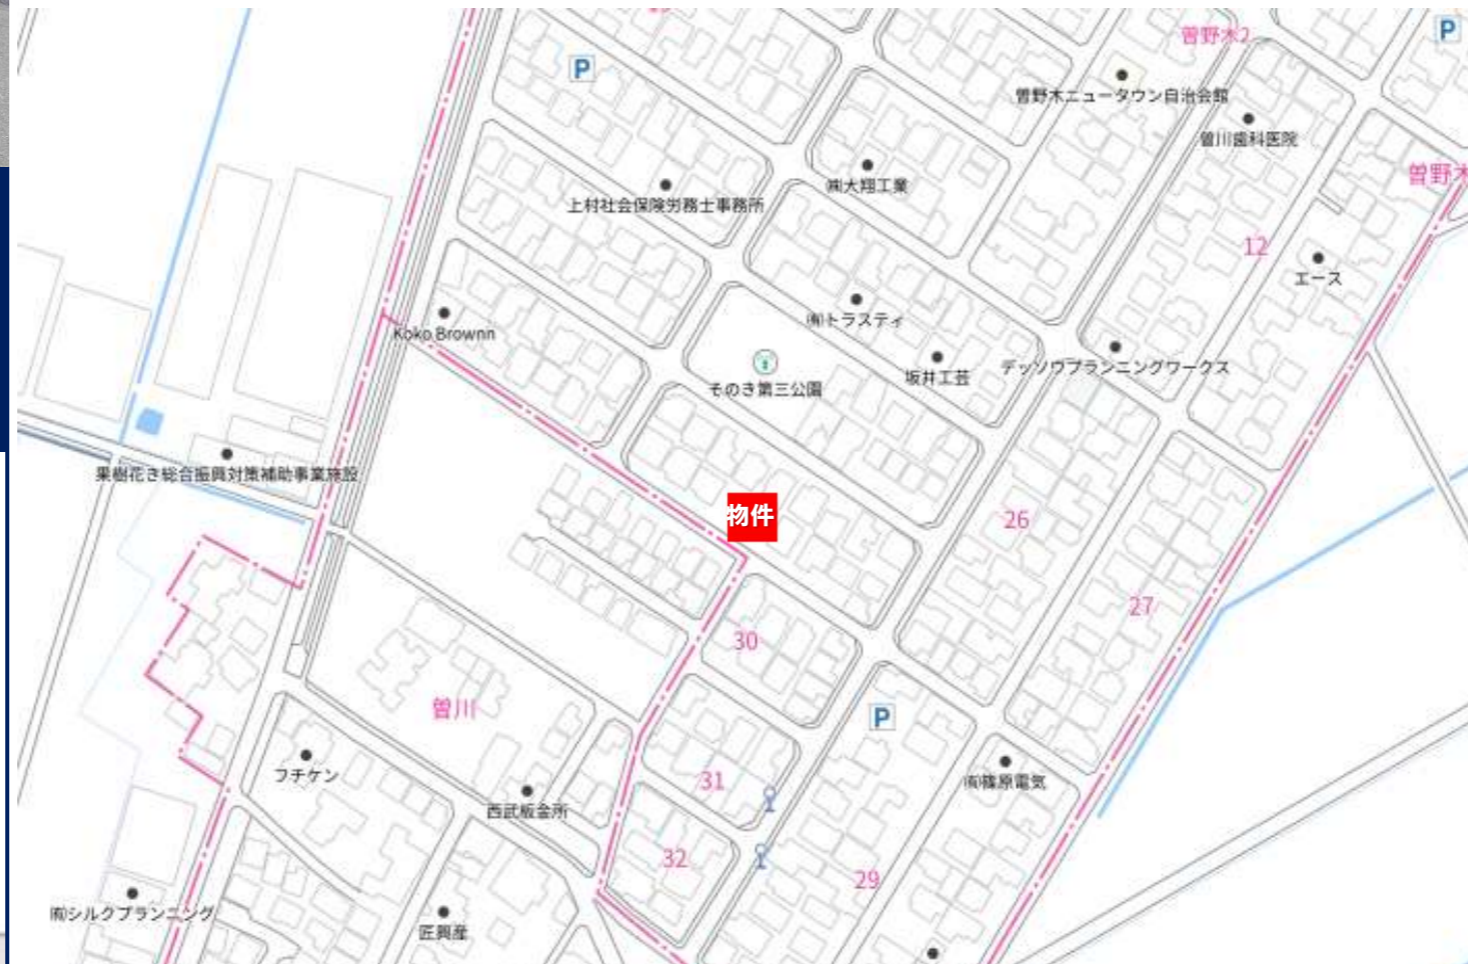 曽野木2
P
P
曽野木ニュータウン自治会館
曽川歯科医院
㈱大翔工業
曽野木
上村社会保険労務士事務所
12
エース
㈲トラスティ
Koko Brownn
デッソウプランニングワークス
坂井工芸
そのき第三公園
果樹花き総合振興対策補助事業施設
物件
26
27
30
曽川
P
フチケン
31
㈲篠原電気
西武板金所
32
29
㈲シルクプランニング
匠興産